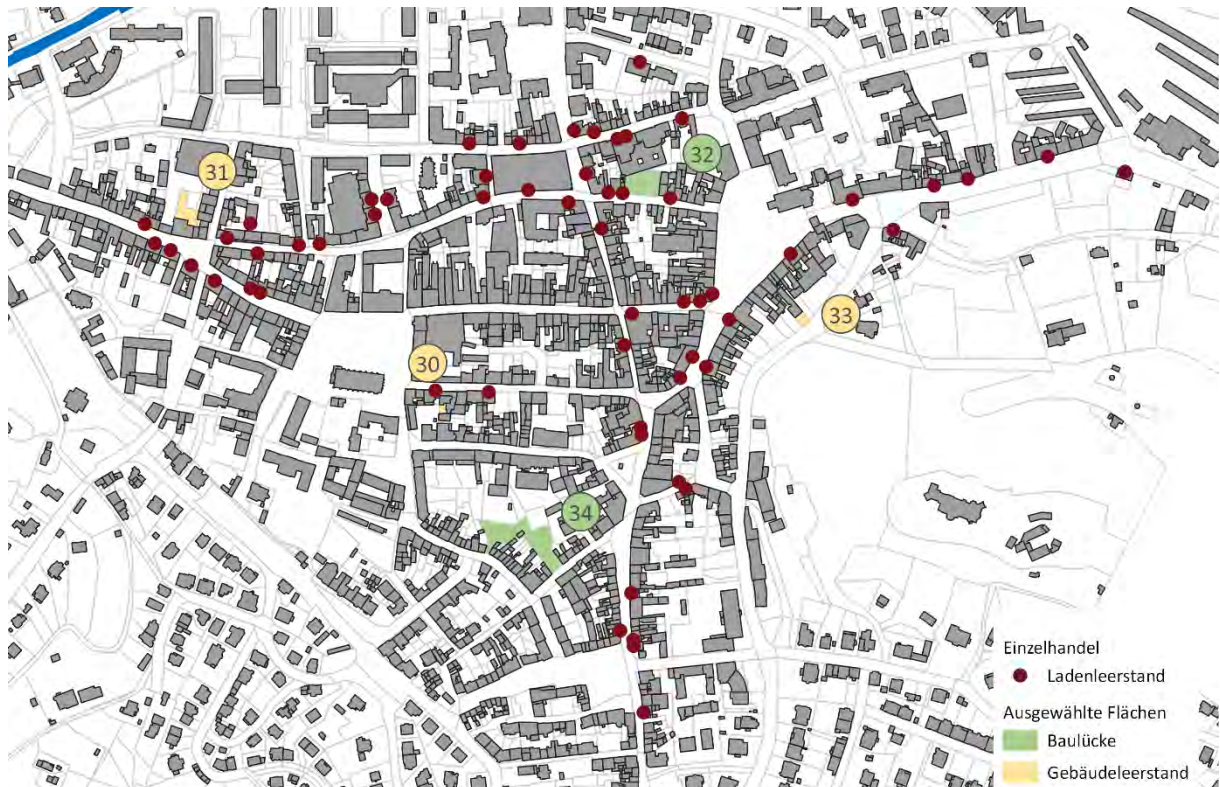 32
31
33
30
34
Einzelhandel
Ladenleerstand
Ausgewählte Flächen
Baulücke
Gebäudeleerstand